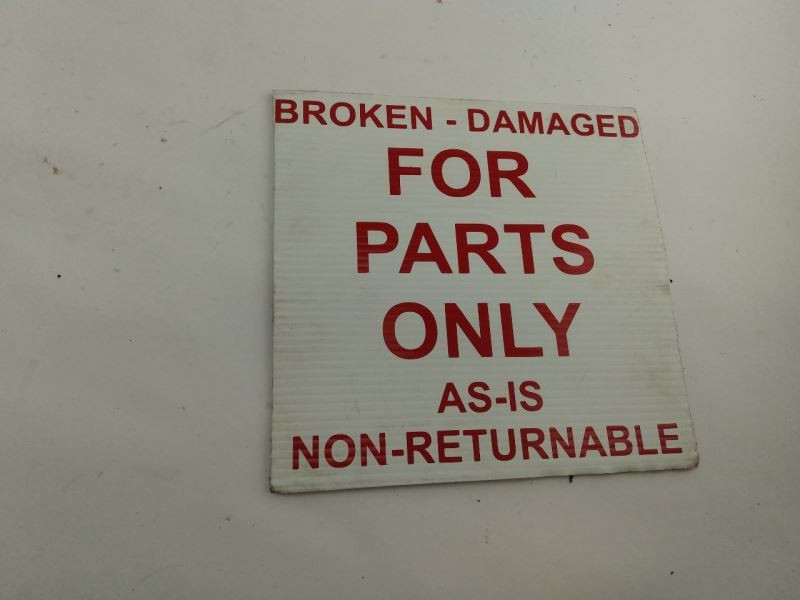 BROKEN - DAMAGED
FOR
PARTS
ONLY
AS-IS
NON-RETURNABLE